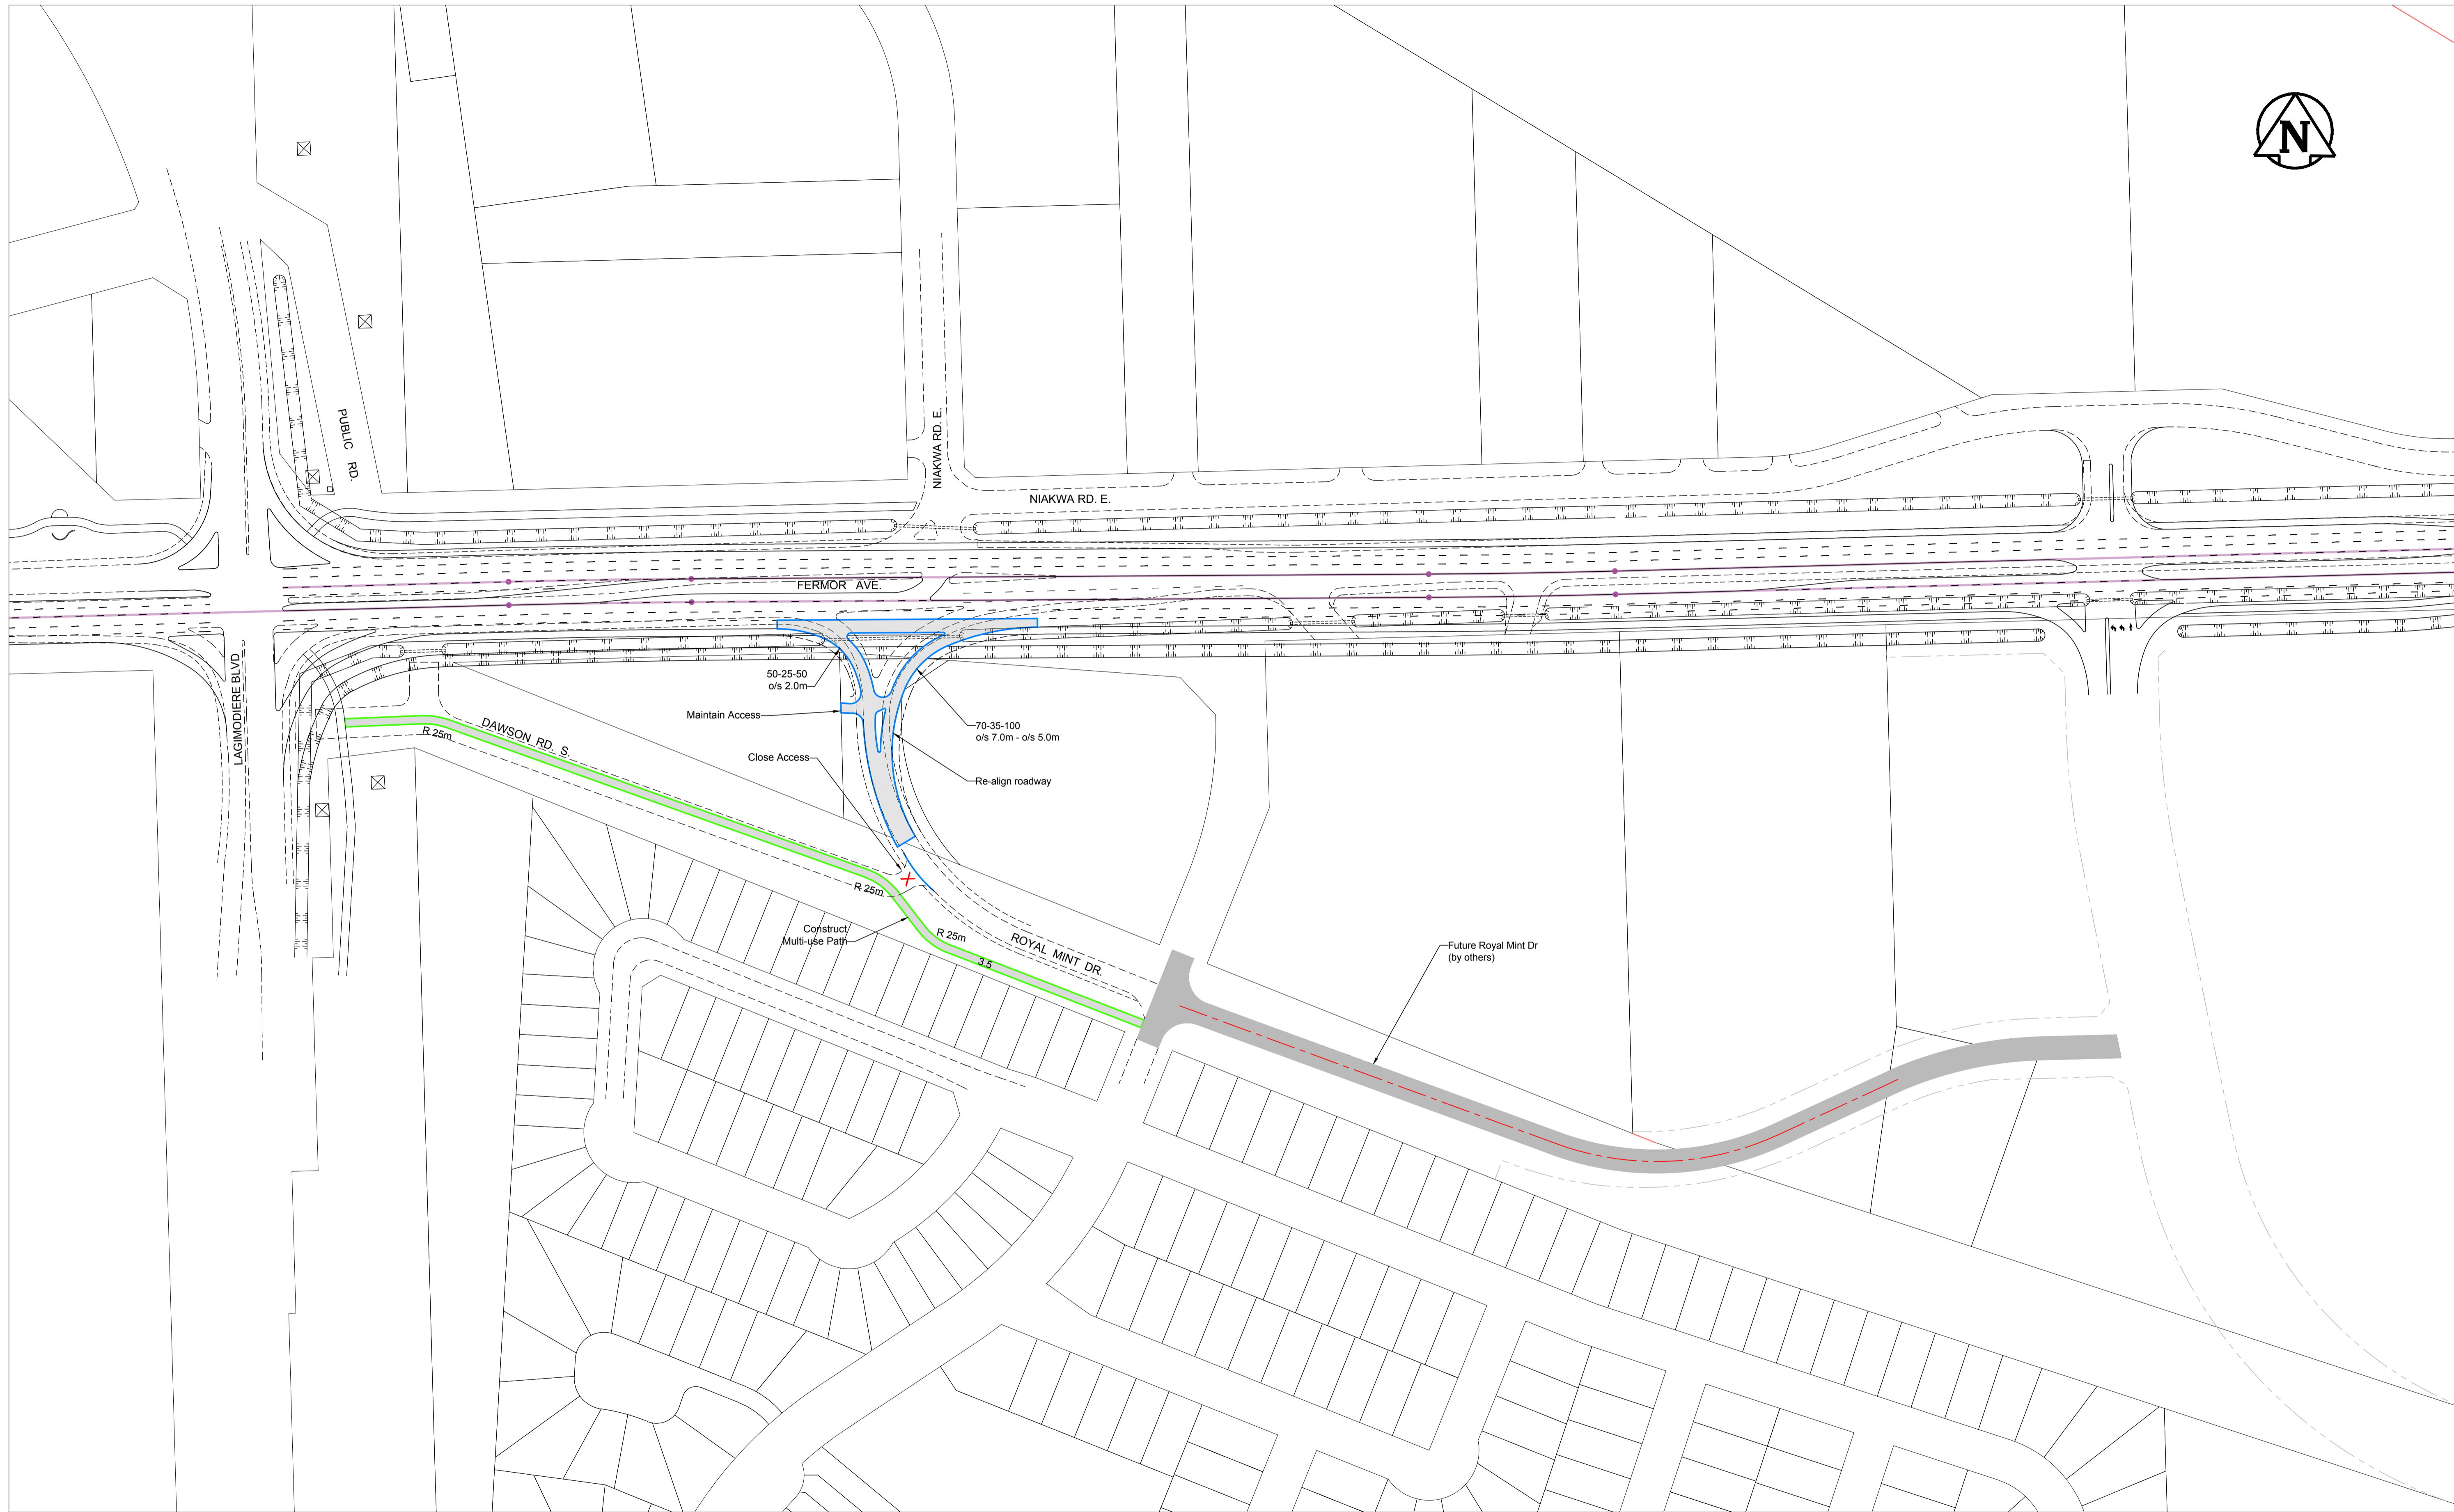 N
PUBLIC RD.
NIAKWA RD. E.
NIAKWA RD. E.
FERMOR AVE.
LAGIMODIERE BLVD
50-25-50
o/s 2.0m
Maintain Access
70-35-100
o/s 7.0m - o/s 5.0m
DAWSON RD. S.
R 25m
Close Access
Re-align roadway
R 25m
Construct
Multi-use Path
R 25m
3.5
ROYAL MINT DR.
Future Royal Mint Dr
(by others)